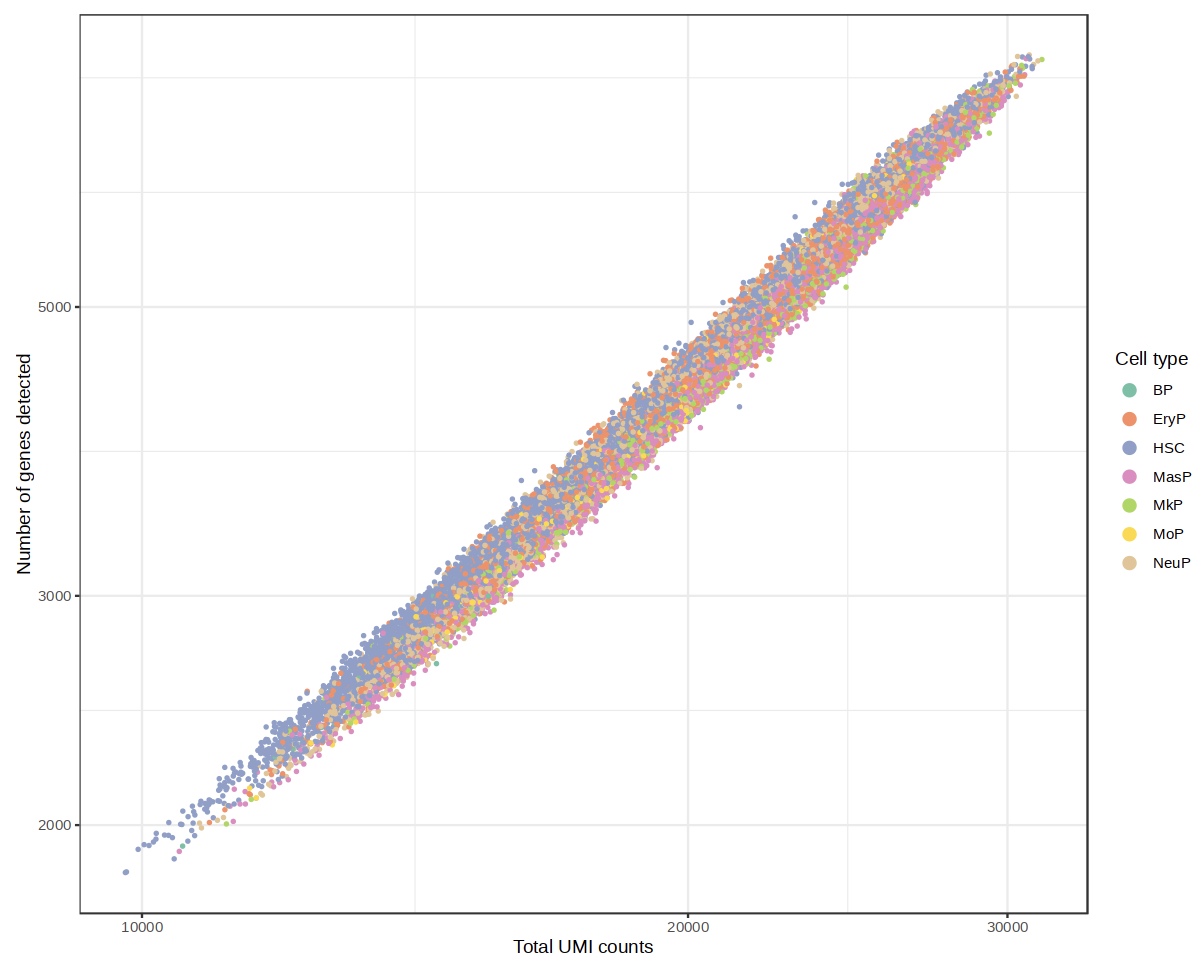 Number of genes detected
5000
3000
2000
10000
20000
30000
Total UMI counts
Cell type
BP
EryP
HSC
MasP
MkP
MoP
NeuP